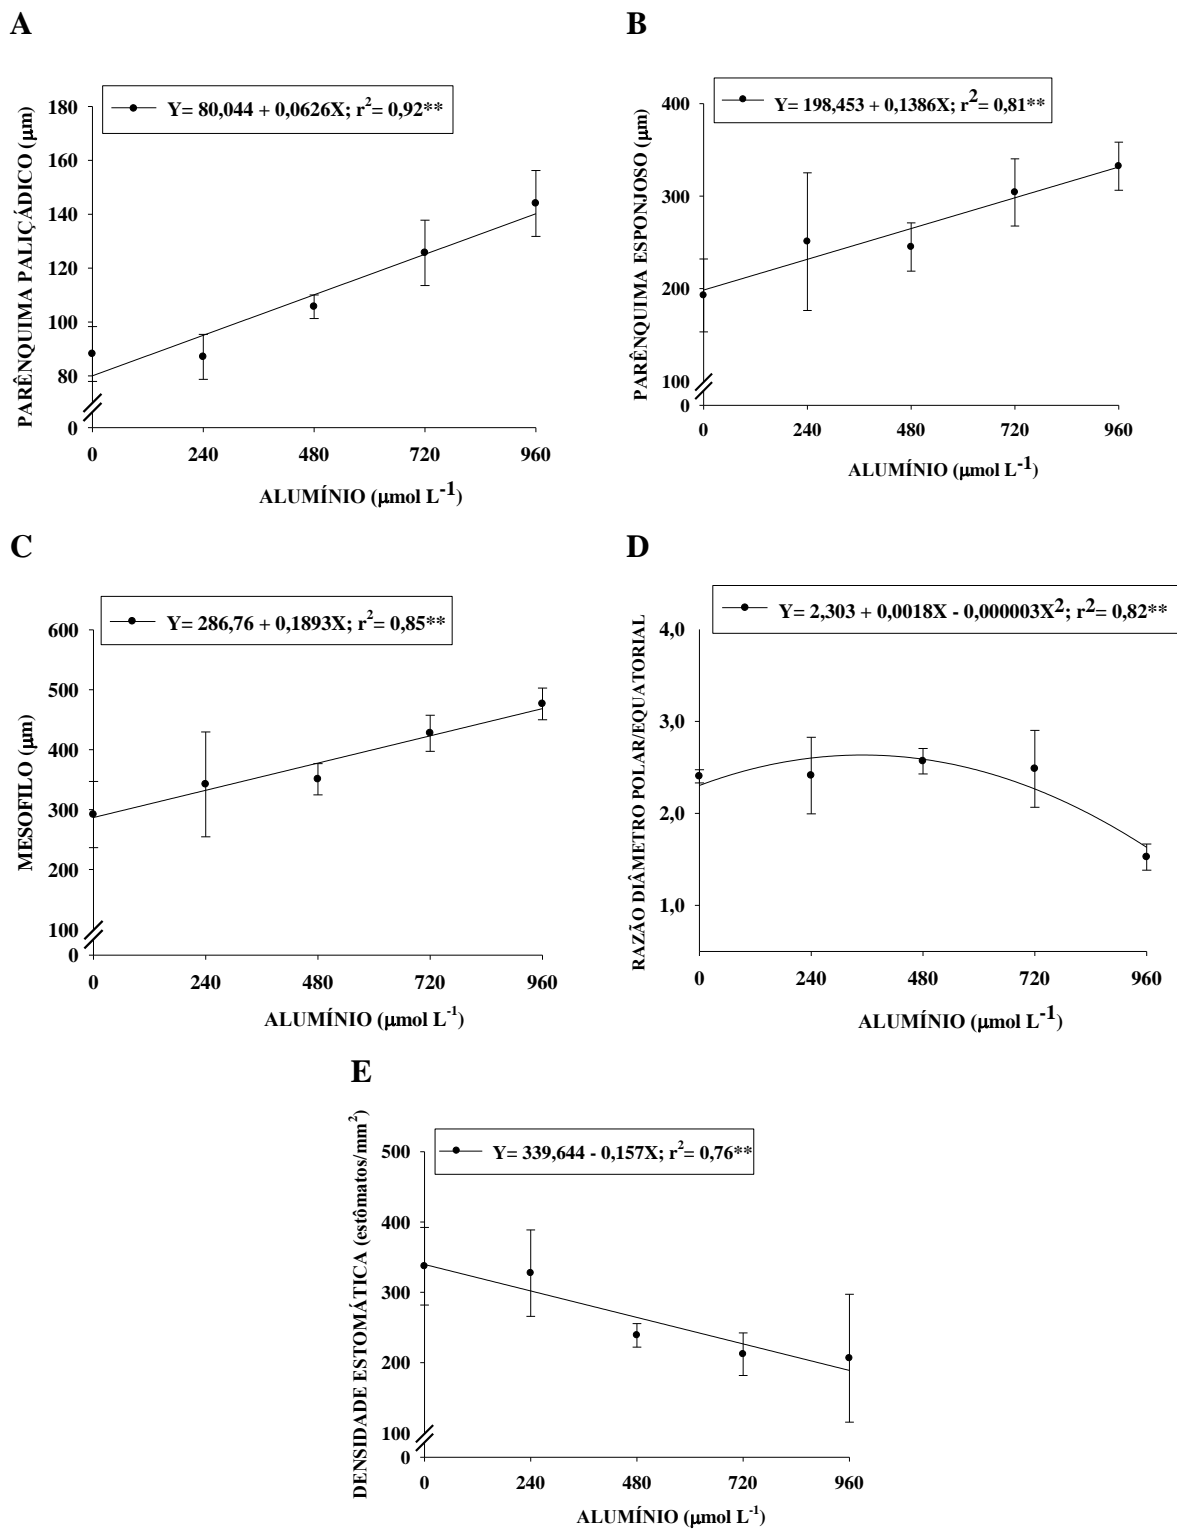 A
Y= 80,044 + 0,0626X; r²= 0,92**
PARÊNQUIMA PALIÇÁDICO (µm)
180
160
140
120
100
80
0
0 240 480 720 960
ALUMÍNIO (µmol L⁻¹)
B
Y= 198,453 + 0,1386X; r²= 0,81**
PARÊNQUIMA ESPONJOSO (µm)
400
300
200
100
0
0 240 480 720 960
ALUMÍNIO (µmol L⁻¹)
C
Y= 286,76 + 0,1893X; r²= 0,85**
MESOFILO (µm)
600
500
400
300
200
100
0
0 240 480 720 960
ALUMÍNIO (µmol L⁻¹)
D
Y= 2,303 + 0,0018X - 0,000003X²; r²= 0,82**
RAZÃO DIÂMETRO POLAR/EQUATORIAL
4,0
3,0
2,0
1,0
0 240 480 720 960
ALUMÍNIO (µmol L⁻¹)
E
Y= 339,644 - 0,157X; r²= 0,76**
DENSIDADE ESTOMÁTICA (estômatos/mm²)
500
400
300
200
100
0
0 240 480 720 960
ALUMÍNIO (µmol L⁻¹)